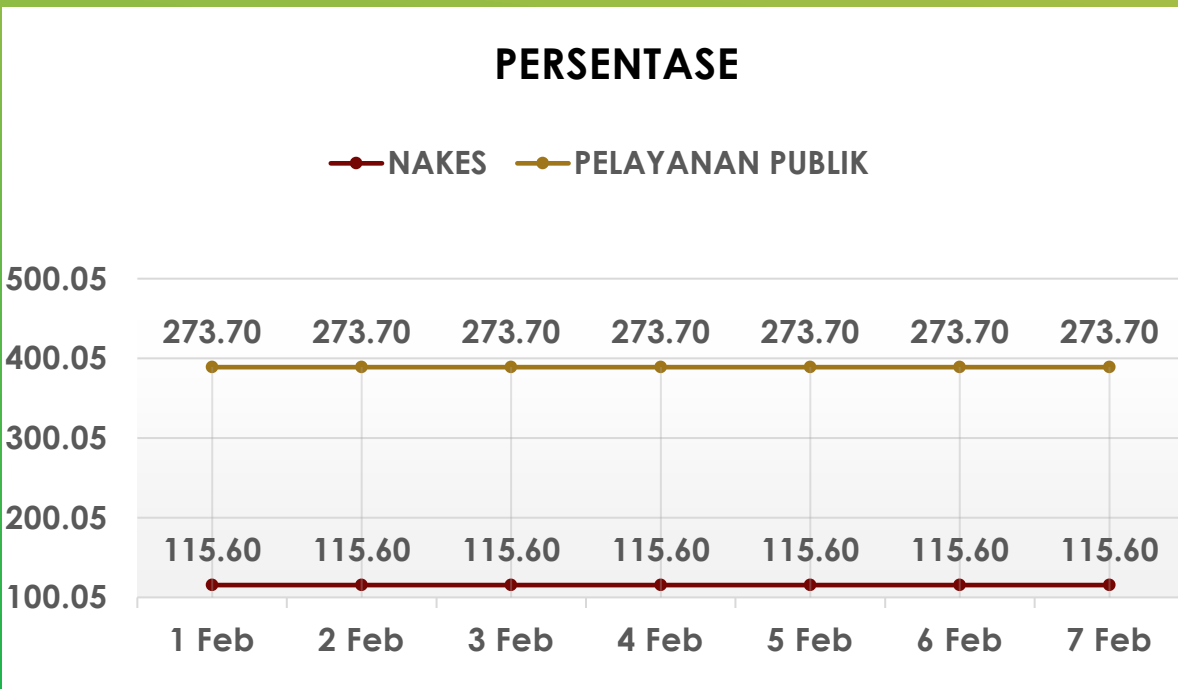 PERSENTASE
NAKES PELAYANAN PUBLIK
500.05
273.70 273.70 273.70 273.70 273.70 273.70 273.70
400.05
300.05
200.05
115.60 115.60 115.60 115.60 115.60 115.60 115.60
100.05
1 Feb 2 Feb 3 Feb 4 Feb 5 Feb 6 Feb 7 Feb